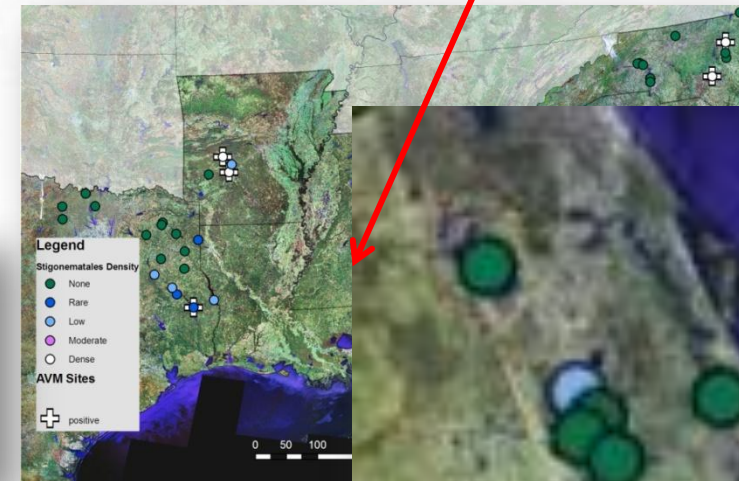 Legend
Stigonematales Density
None
Rare
Low
Moderate
Dense
AVM Sites
positive
0 50 100